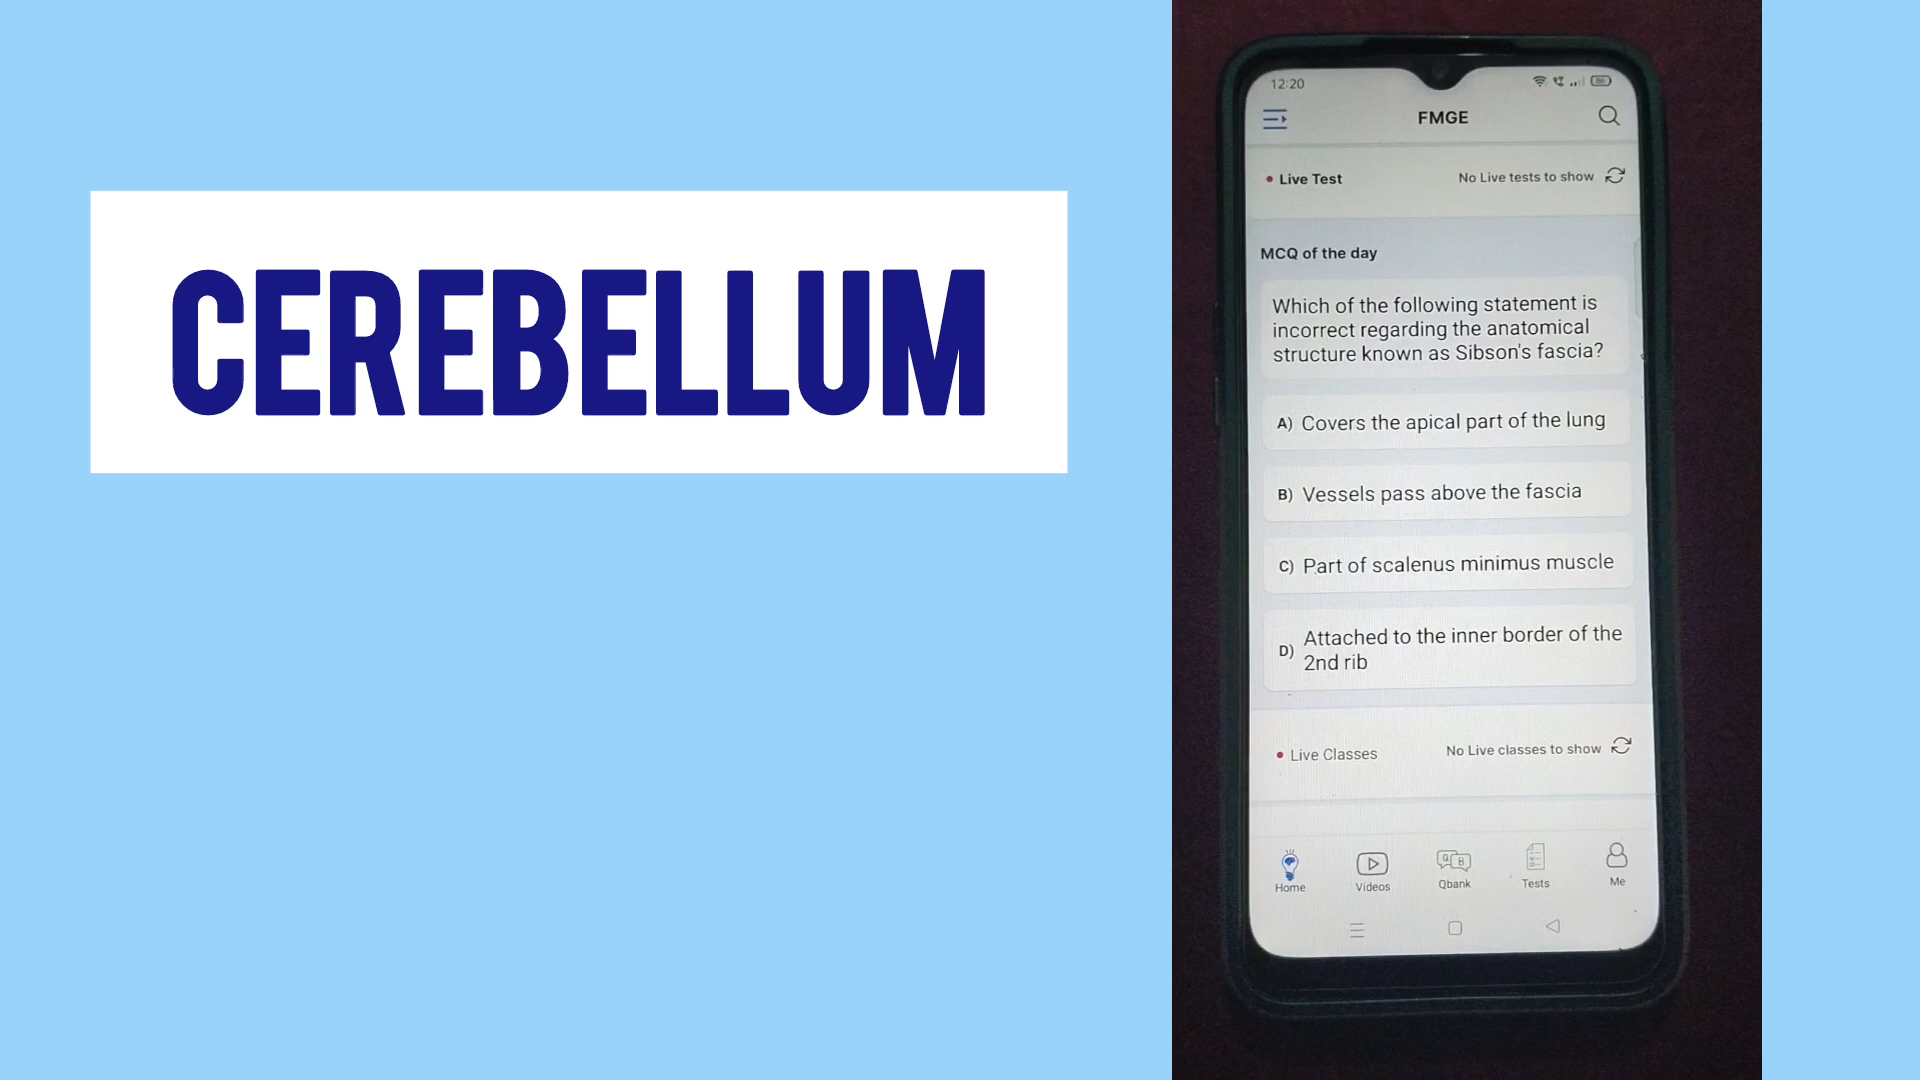 CEREBELLUM
12:20
FMGE
Live Test
No Live tests to show
MCQ of the day
Which of the following statement is
incorrect regarding the anatomical
structure known as Sibson's fascia?
A) Covers the apical part of the lung
B) Vessels pass above the fascia
C) Part of scalenus minimus muscle
D) Attached to the inner border of the
2nd rib
Live Classes
No Live classes to show
Home
Videos
Qbank
Tests
Me